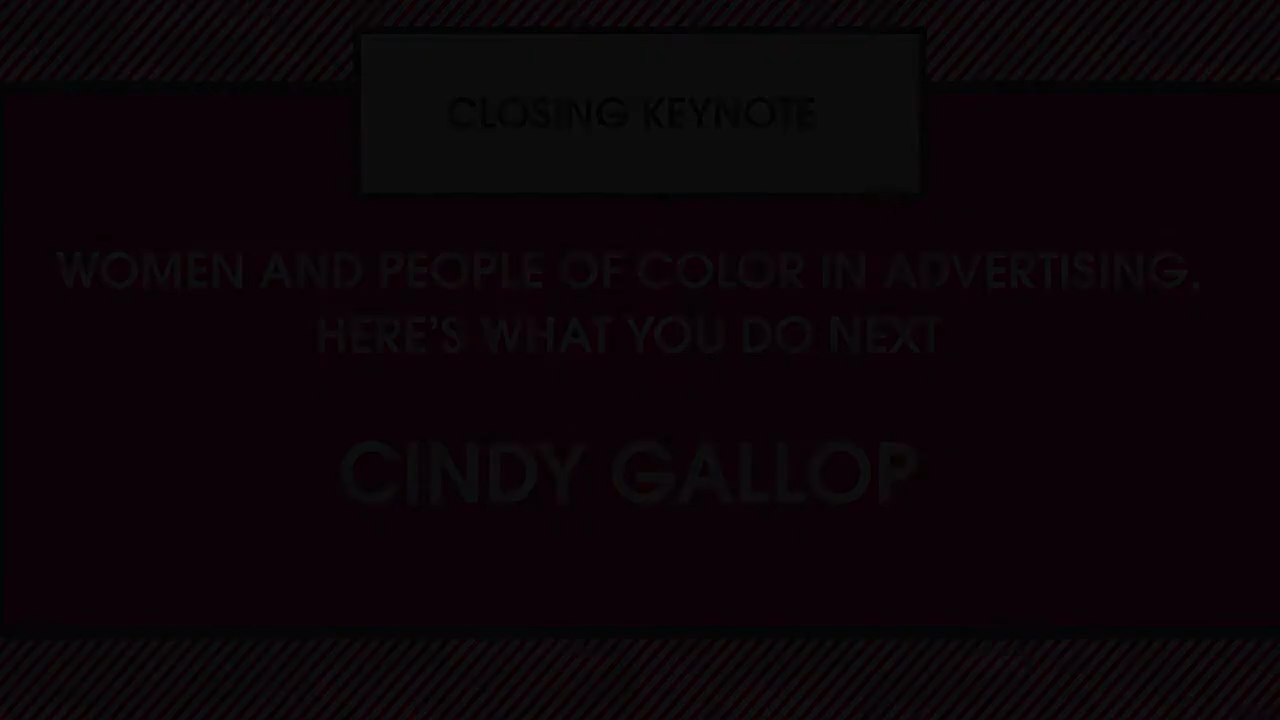 CLOSING KEYNOTE
WOMEN AND PEOPLE OF COLOR IN ADVERTISING.
HERE'S WHAT YOU DO NEXT
CINDY GALLOP